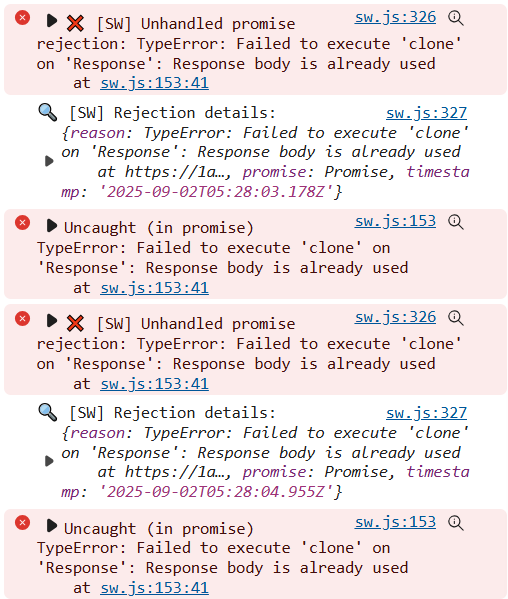 ❌ [SW] Unhandled promise sw.js:326
rejection: TypeError: Failed to execute 'clone'
on 'Response': Response body is already used
at sw.js:153:41
🔍 [SW] Rejection details: sw.js:327
{reason: TypeError: Failed to execute 'clone'
on 'Response': Response body is already used
at https://1a…, promise: Promise, timesta
mp: '2025-09-02T05:28:03.178Z'}
Uncaught (in promise) sw.js:153
TypeError: Failed to execute 'clone' on
'Response': Response body is already used
at sw.js:153:41
❌ [SW] Unhandled promise sw.js:326
rejection: TypeError: Failed to execute 'clone'
on 'Response': Response body is already used
at sw.js:153:41
🔍 [SW] Rejection details: sw.js:327
{reason: TypeError: Failed to execute 'clone'
on 'Response': Response body is already used
at https://1a…, promise: Promise, timesta
mp: '2025-09-02T05:28:04.955Z'}
Uncaught (in promise) sw.js:153
TypeError: Failed to execute 'clone' on
'Response': Response body is already used
at sw.js:153:41